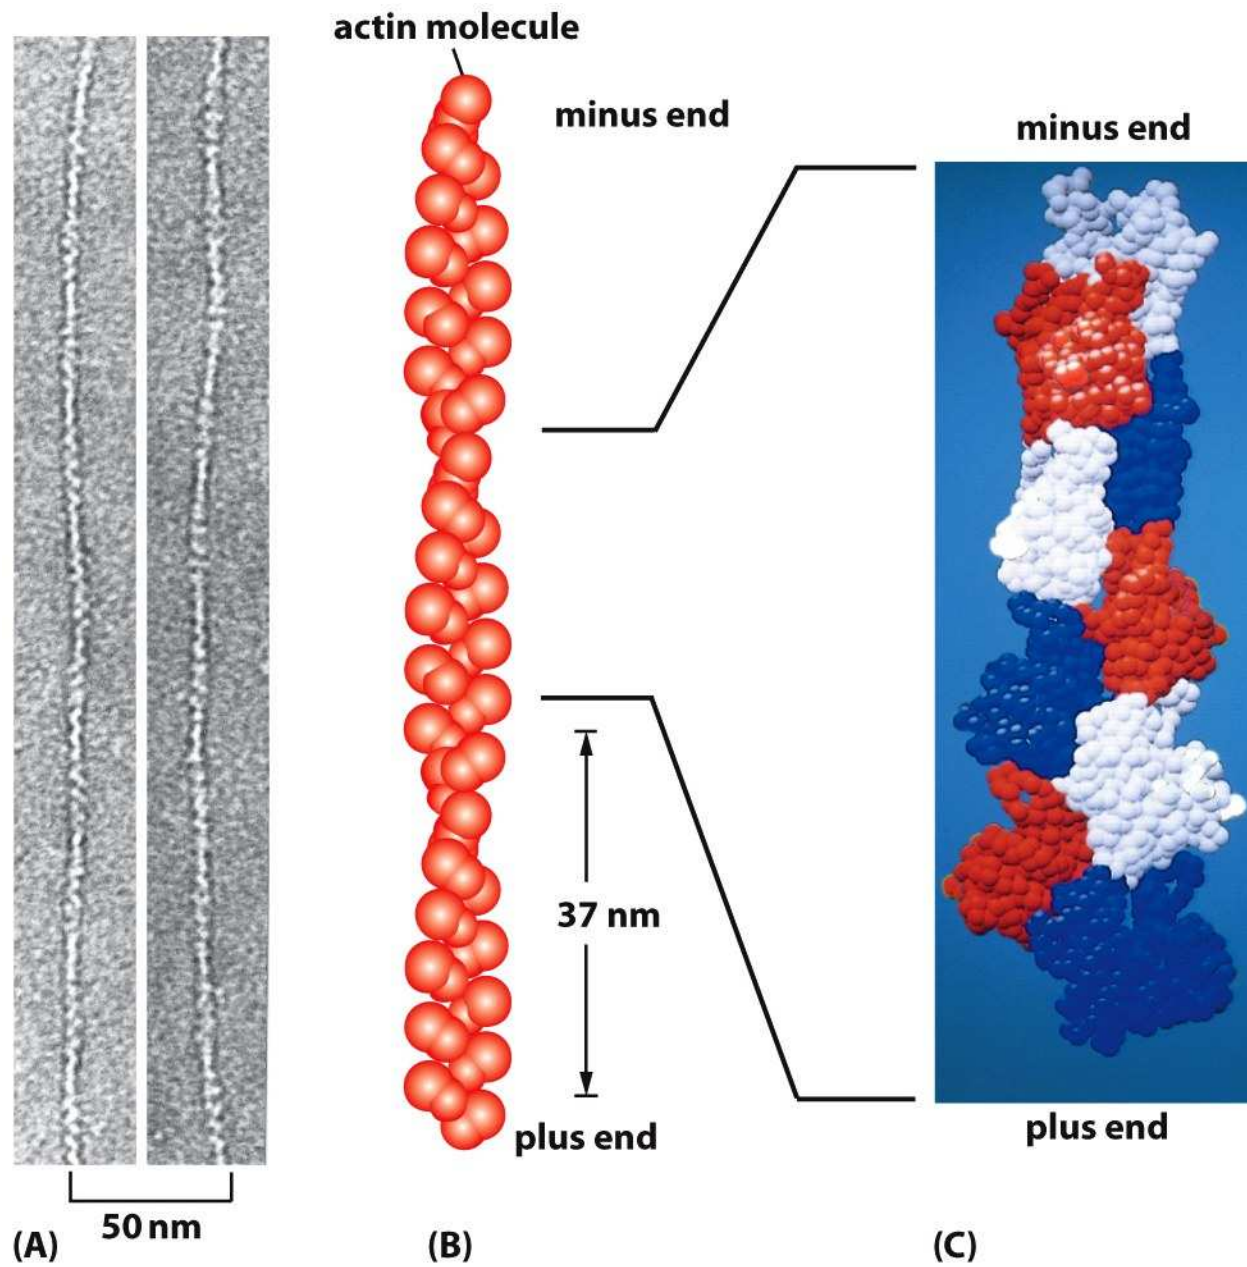 actin molecule
minus end
minus end
37 nm
plus end
plus end
50 nm
(A)
(B)
(C)